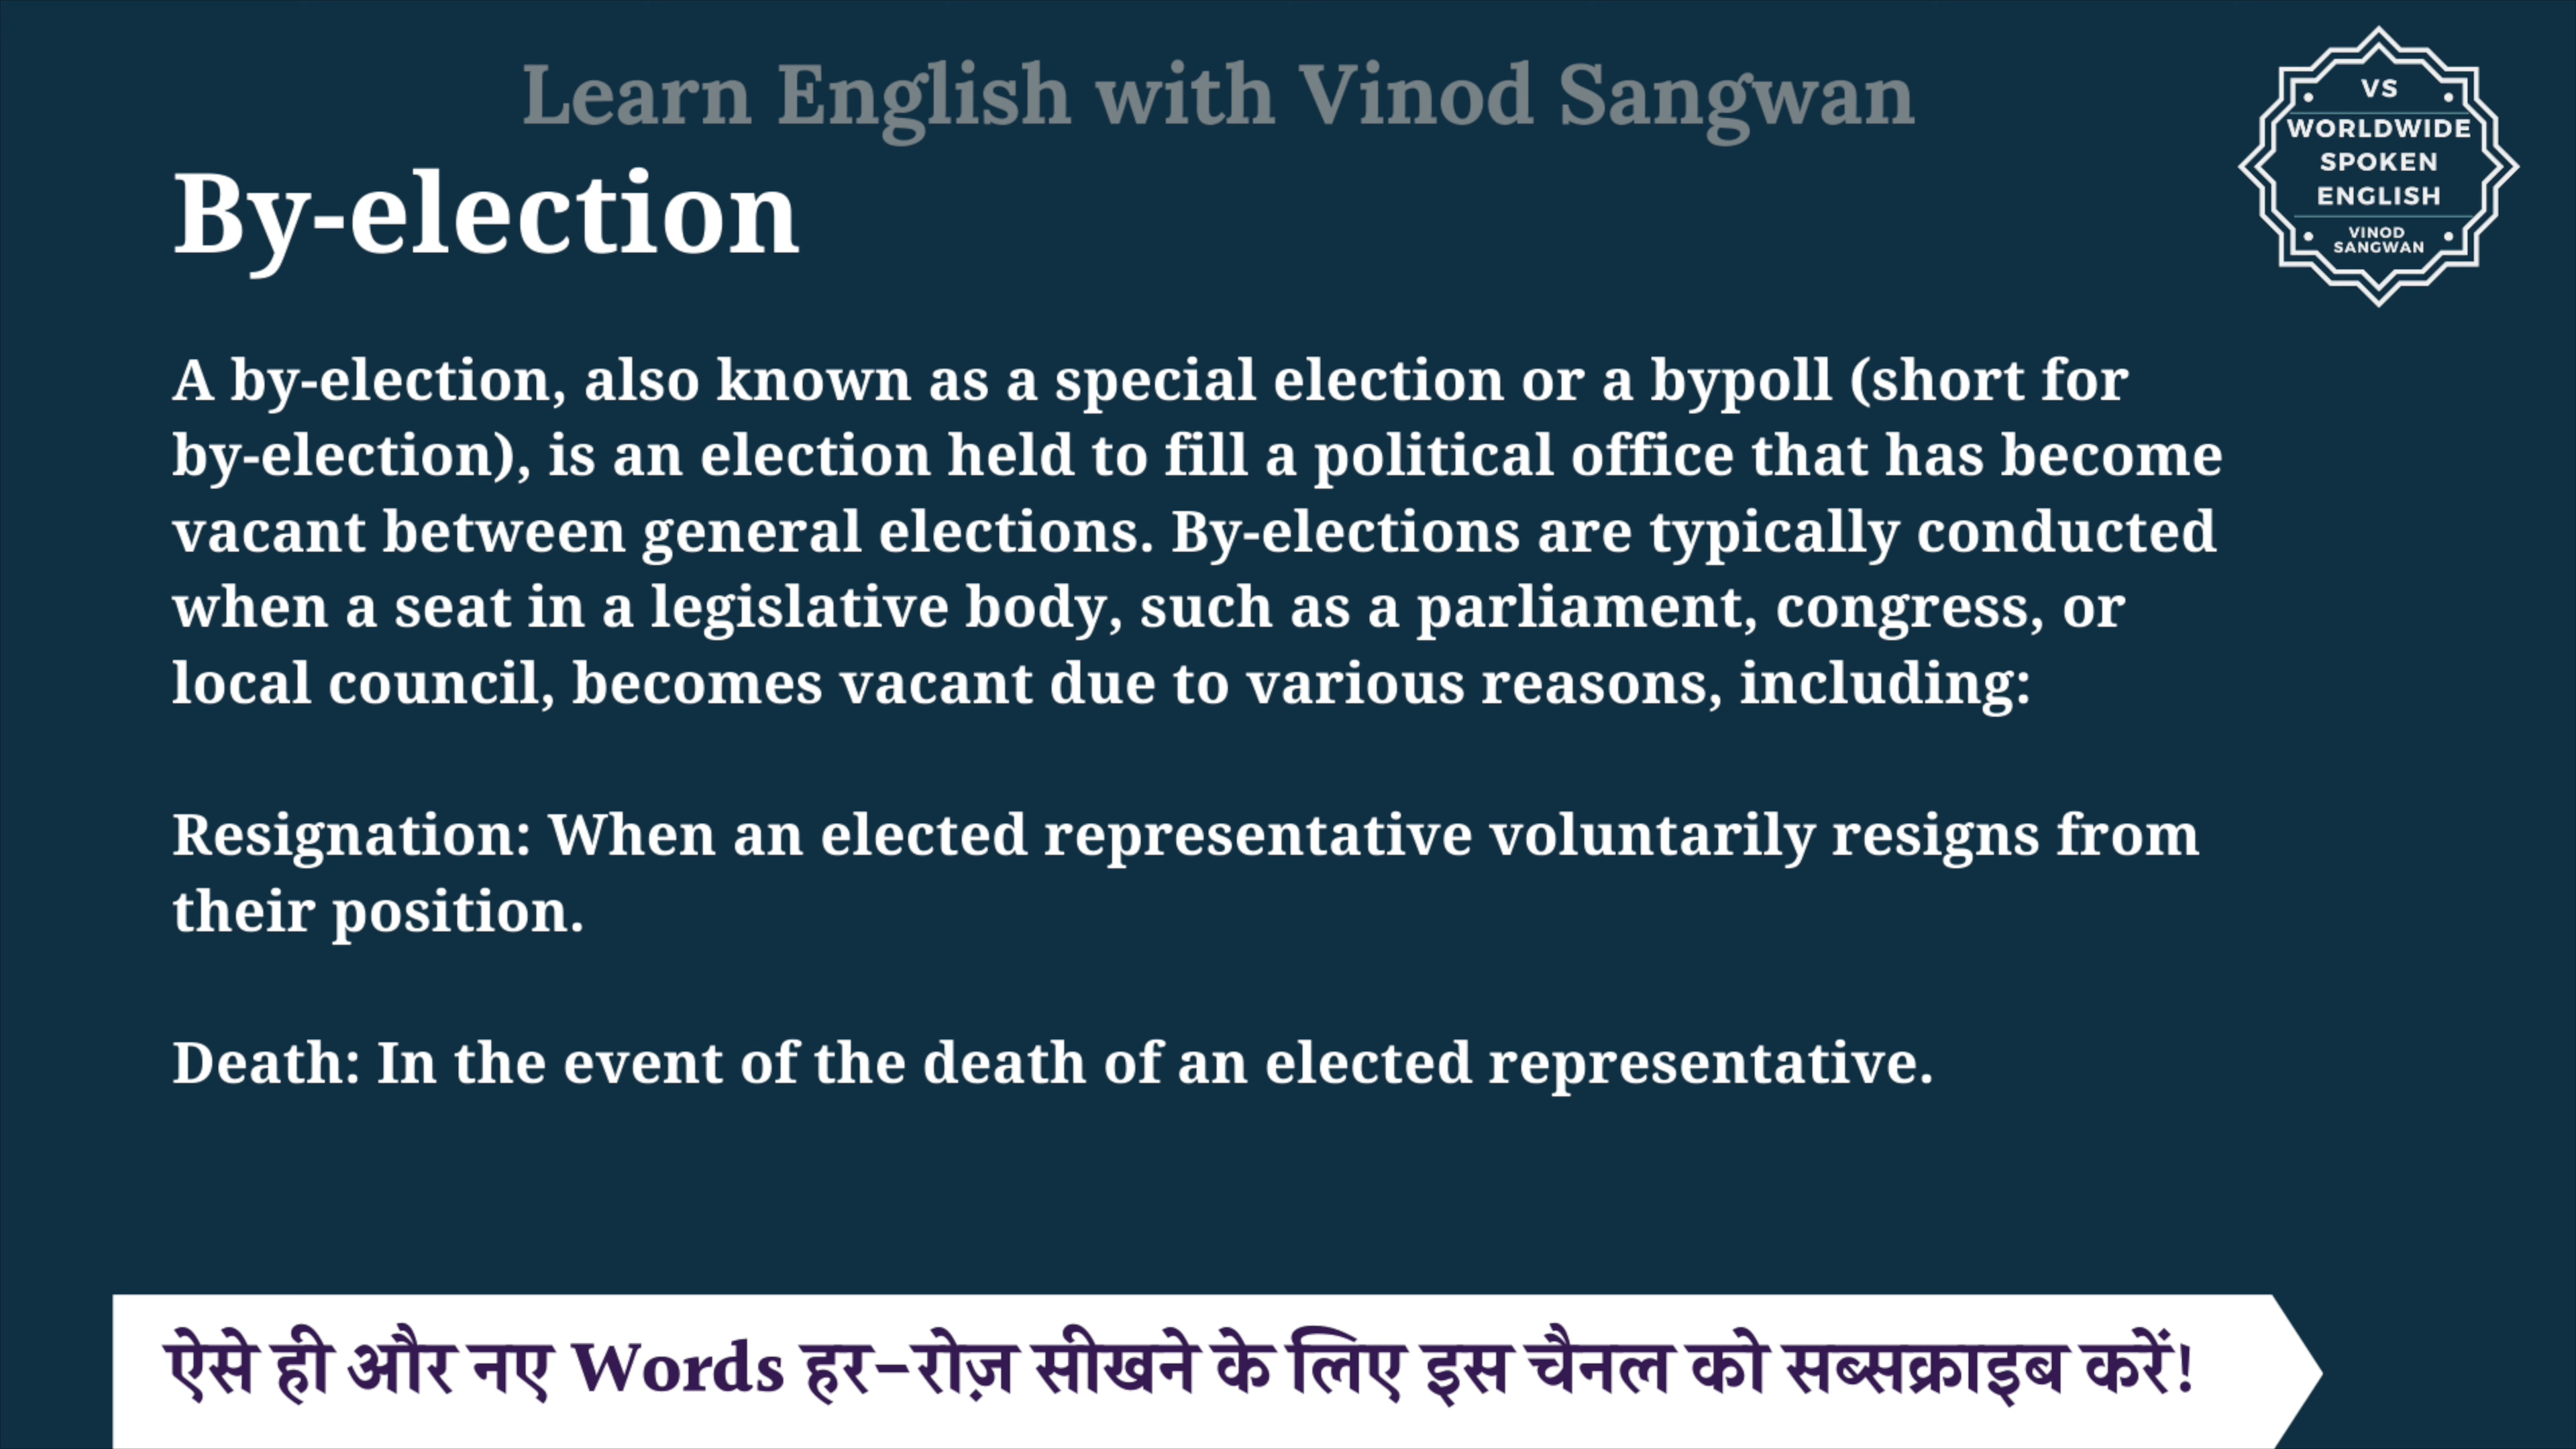 Learn English with Vinod Sangwan
VS
WORLDWIDE
SPOKEN
ENGLISH
VINOD
SANGWAN
By-election
A by-election, also known as a special election or a bypoll (short for
by-election), is an election held to fill a political office that has become
vacant between general elections. By-elections are typically conducted
when a seat in a legislative body, such as a parliament, congress, or
local council, becomes vacant due to various reasons, including:
Resignation: When an elected representative voluntarily resigns from
their position.
Death: In the event of the death of an elected representative.
ऐसे ही और नए Words हर-रोज़ सीखने के लिए इस चैनल को सब्सक्राइब करें!